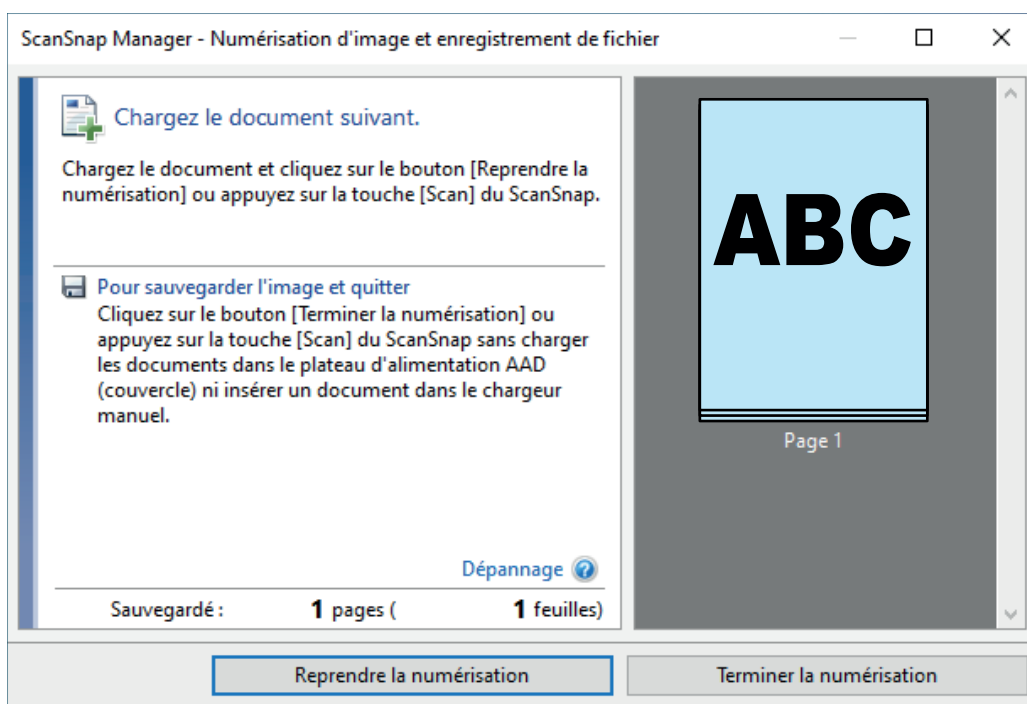 ScanSnap Manager - Numérisation d'image et enregistrement de fichier
Chargez le document suivant.
Chargez le document et cliquez sur le bouton [Reprendre la
numérisation] ou appuyez sur la touche [Scan] du ScanSnap.
Pour sauvegarder l'image et quitter
Cliquez sur le bouton [Terminer la numérisation] ou
appuyez sur la touche [Scan] du ScanSnap sans charger
les documents dans le plateau d'alimentation AAD
(couvercle) ni insérer un document dans le chargeur
manuel.
Dépannage
Sauvegardé : 1 pages ( 1 feuilles)
ABC
Page 1
Reprendre la numérisation
Terminer la numérisation